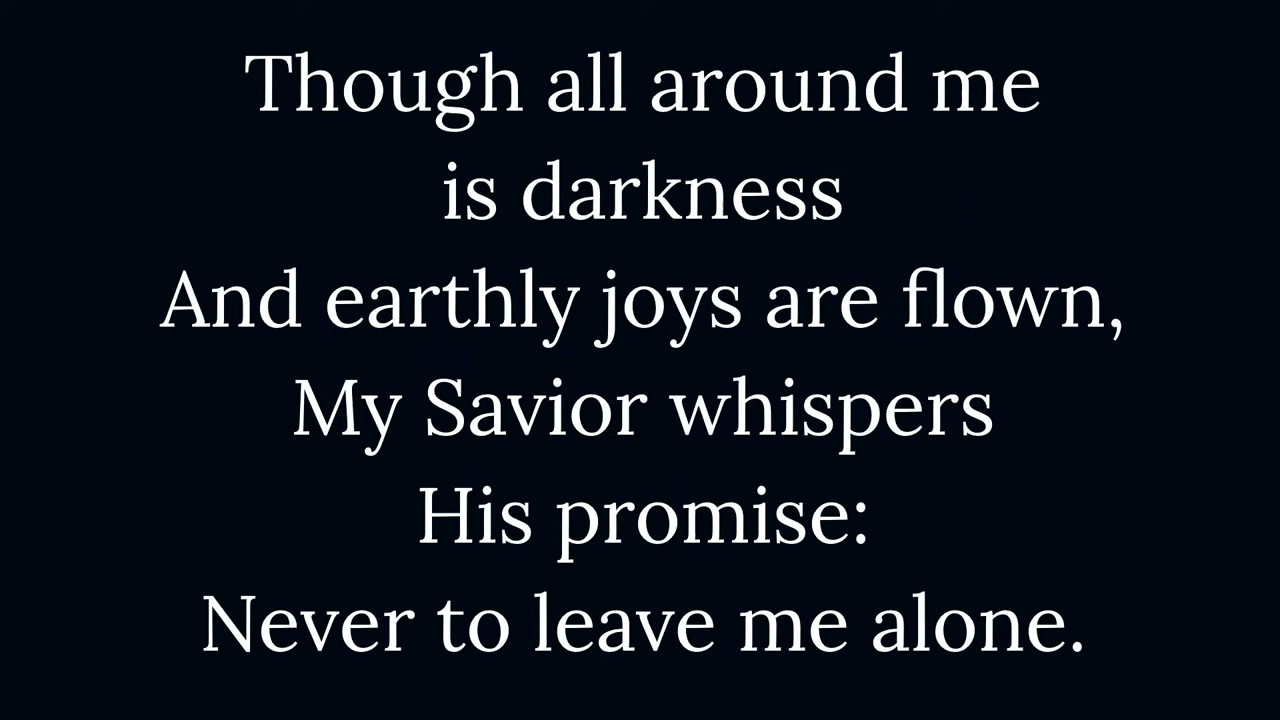 Though all around me
is darkness
And earthly joys are flown,
My Savior whispers
His promise:
Never to leave me alone.